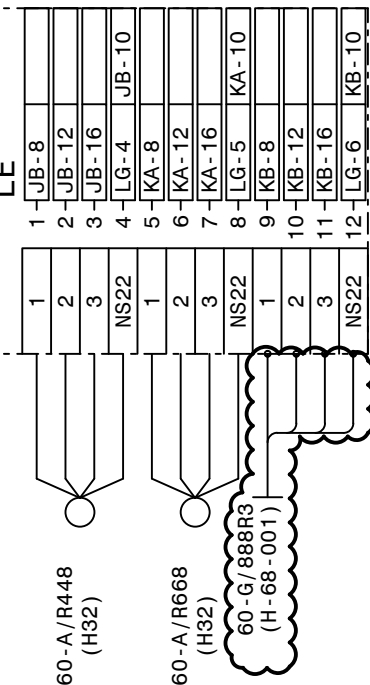 LE
1 JB-8
2 JB-12
3 JB-16
4 LG-4 JB-10
5 KA-8
6 KA-12
7 KA-16
8 LG-5 KA-10
9 KB-8
10 KB-12
11 KB-16
12 LG-6 KB-10
1
2
3
NS22
1
2
3
NS22
1
2
3
NS22
60-A/R448
(H32)
60-A/R668
(H32)
60-G/888R3
(H-68-001)